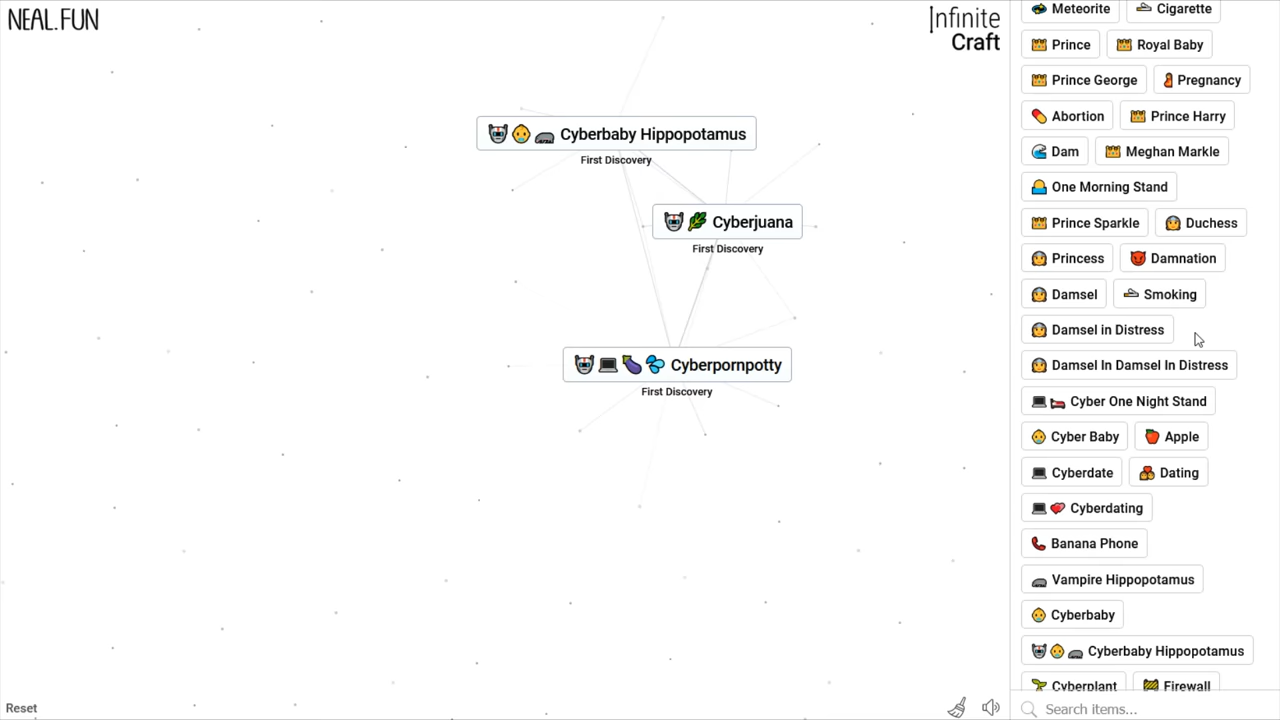 NEAL.FUN
Infinite
Craft
Cyberbaby Hippopotamus
First Discovery
Cyberjuana
First Discovery
Cyberpornpotty
First Discovery
Reset
Meteorite Cigarette
Prince Royal Baby
Prince George Pregnancy
Abortion Prince Harry
Dam Meghan Markle
One Morning Stand
Prince Sparkle Duchess
Princess Damnation
Damsel Smoking
Damsel in Distress
Damsel In Damsel In Distress
Cyber One Night Stand
Cyber Baby Apple
Cyberdate Dating
Cyberdating
Banana Phone
Vampire Hippopotamus
Cyberbaby
Cyberbaby Hippopotamus
Cyberplant Firewall
Search items...